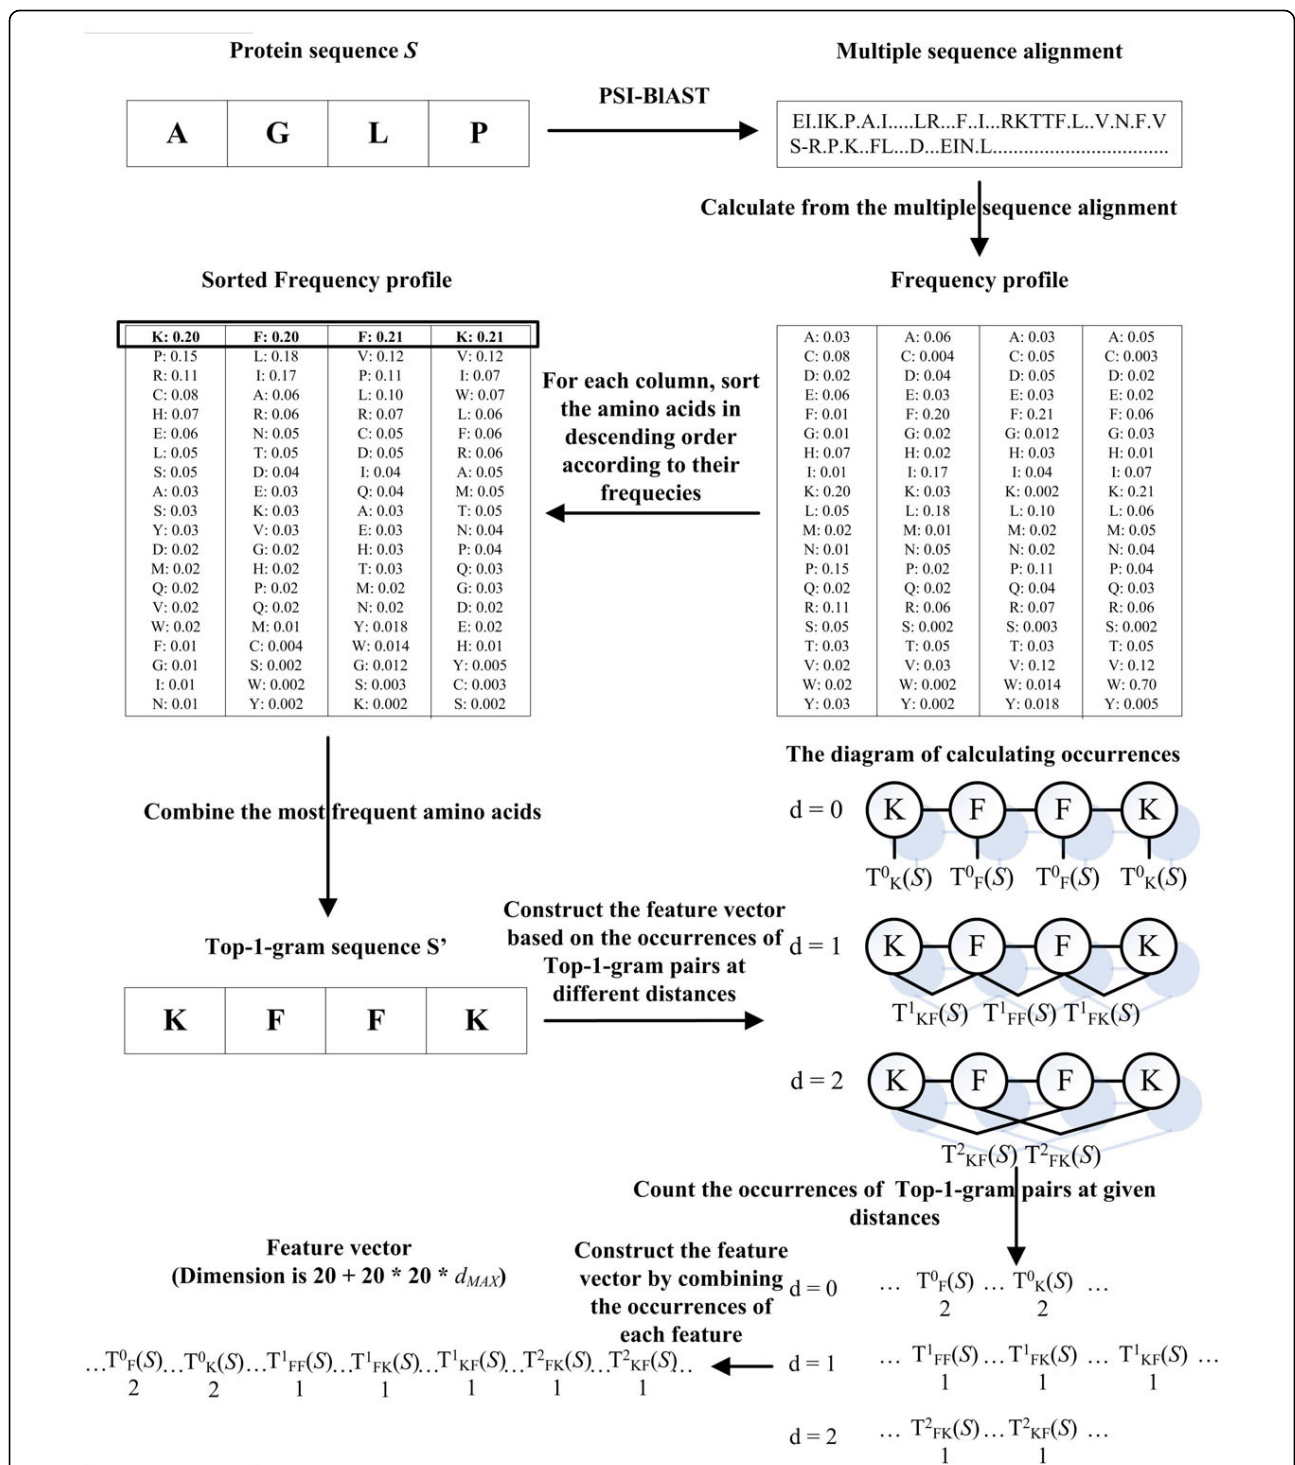 Protein sequence S
Multiple sequence alignment
PSI-BlAST
A G L P
EI.IK.P.A.I.....LR...F..I...RKTTF.L..V.N.F.V
S-R.P.K..FL...D...EIN.L..................................
Calculate from the multiple sequence alignment
Sorted Frequency profile
Frequency profile
K: 0.20 F: 0.20 F: 0.21 K: 0.21
P: 0.15 L: 0.18 V: 0.12 V: 0.12
R: 0.11 I: 0.17 P: 0.11 I: 0.07
C: 0.08 A: 0.06 L: 0.10 W: 0.07
H: 0.07 R: 0.06 R: 0.07 L: 0.06
E: 0.06 N: 0.05 C: 0.05 F: 0.06
L: 0.05 T: 0.05 D: 0.05 R: 0.06
S: 0.05 D: 0.04 I: 0.04 A: 0.05
A: 0.03 E: 0.03 Q: 0.04 M: 0.05
S: 0.03 K: 0.03 A: 0.03 T: 0.05
Y: 0.03 V: 0.03 E: 0.03 N: 0.04
D: 0.02 G: 0.02 H: 0.03 P: 0.04
M: 0.02 H: 0.02 T: 0.03 Q: 0.03
Q: 0.02 P: 0.02 M: 0.02 G: 0.03
V: 0.02 Q: 0.02 N: 0.02 D: 0.02
W: 0.02 M: 0.01 Y: 0.018 E: 0.02
F: 0.01 C: 0.004 W: 0.014 H: 0.01
G: 0.01 S: 0.002 G: 0.012 Y: 0.005
I: 0.01 W: 0.002 S: 0.003 C: 0.003
N: 0.01 Y: 0.002 K: 0.002 S: 0.002
For each column, sort
the amino acids in
descending order
according to their
frequecies
A: 0.03 A: 0.06 A: 0.03 A: 0.05
C: 0.08 C: 0.004 C: 0.05 C: 0.003
D: 0.02 D: 0.04 D: 0.05 D: 0.02
E: 0.06 E: 0.03 E: 0.03 E: 0.02
F: 0.01 F: 0.20 F: 0.21 F: 0.06
G: 0.01 G: 0.02 G: 0.012 G: 0.03
H: 0.07 H: 0.02 H: 0.03 H: 0.01
I: 0.01 I: 0.17 I: 0.04 I: 0.07
K: 0.20 K: 0.03 K: 0.002 K: 0.21
L: 0.05 L: 0.18 L: 0.10 L: 0.06
M: 0.02 M: 0.01 M: 0.02 M: 0.05
N: 0.01 N: 0.05 N: 0.02 N: 0.04
P: 0.15 P: 0.02 P: 0.11 P: 0.04
Q: 0.02 Q: 0.02 Q: 0.04 Q: 0.03
R: 0.11 R: 0.06 R: 0.07 R: 0.06
S: 0.05 S: 0.002 S: 0.003 S: 0.002
T: 0.03 T: 0.05 T: 0.03 T: 0.05
V: 0.02 V: 0.03 V: 0.12 V: 0.12
W: 0.02 W: 0.002 W: 0.014 W: 0.70
Y: 0.03 Y: 0.002 Y: 0.018 Y: 0.005
The diagram of calculating occurrences
Combine the most frequent amino acids
d = 0 K F F K
T⁰K(S) T⁰F(S) T⁰F(S) T⁰K(S)
Top-1-gram sequence S’
K F F K
Construct the feature vector
based on the occurrences of
Top-1-gram pairs at
different distances
d = 1 K F F K
T¹KF(S) T¹FF(S) T¹FK(S)
d = 2 K F F K
T²KF(S) T²FK(S)
Count the occurrences of Top-1-gram pairs at given
distances
Feature vector
(Dimension is 20 + 20 * 20 * dMAX)
Construct the feature
vector by combining
the occurrences of
each feature
d = 0 ... T⁰F(S) ... T⁰K(S) ...
2 2
...T⁰F(S)...T⁰K(S)...T¹FF(S)...T¹FK(S)...T¹KF(S)...T²FK(S)...T²KF(S)...
2 2 1 1 1 1 1
d = 1 ... T¹FF(S) ... T¹FK(S) ... T¹KF(S) ...
1 1 1
d = 2 ... T²FK(S)...T²KF(S) ...
1 1